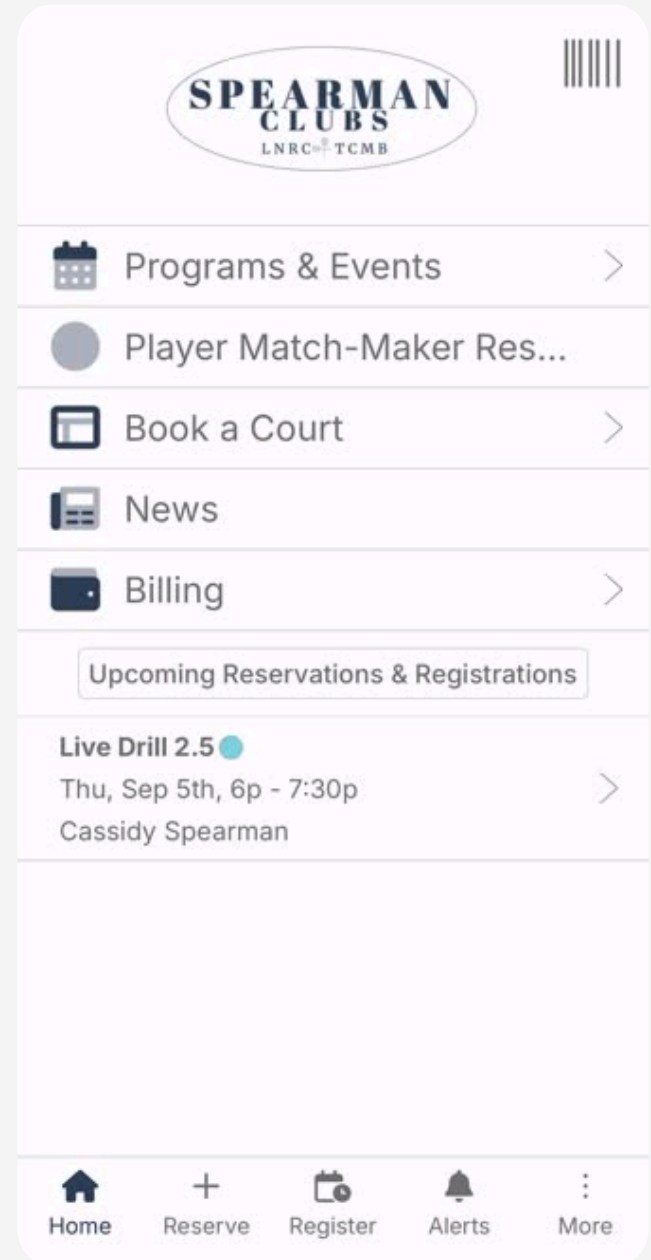 SPEARMAN
CLUBS
LNRC TCMB
Programs & Events
Player Match-Maker Res...
Book a Court
News
Billing
Upcoming Reservations & Registrations
Live Drill 2.5
Thu, Sep 5th, 6p - 7:30p
Cassidy Spearman
Home Reserve Register Alerts More